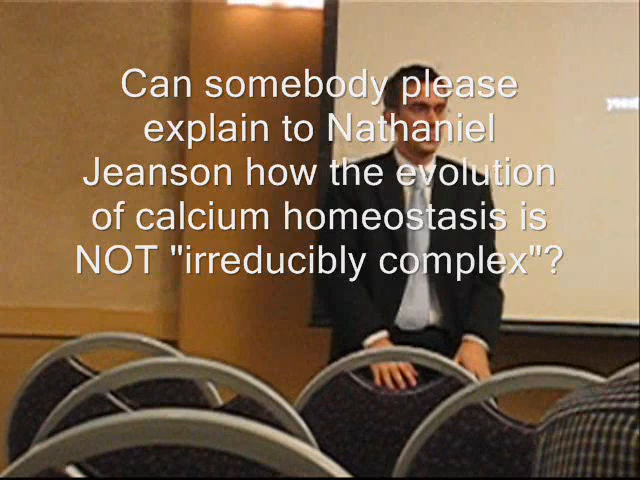 Can somebody please
explain to Nathaniel
Jeanson how the evolution
of calcium homeostasis is
NOT "irreducibly complex"?